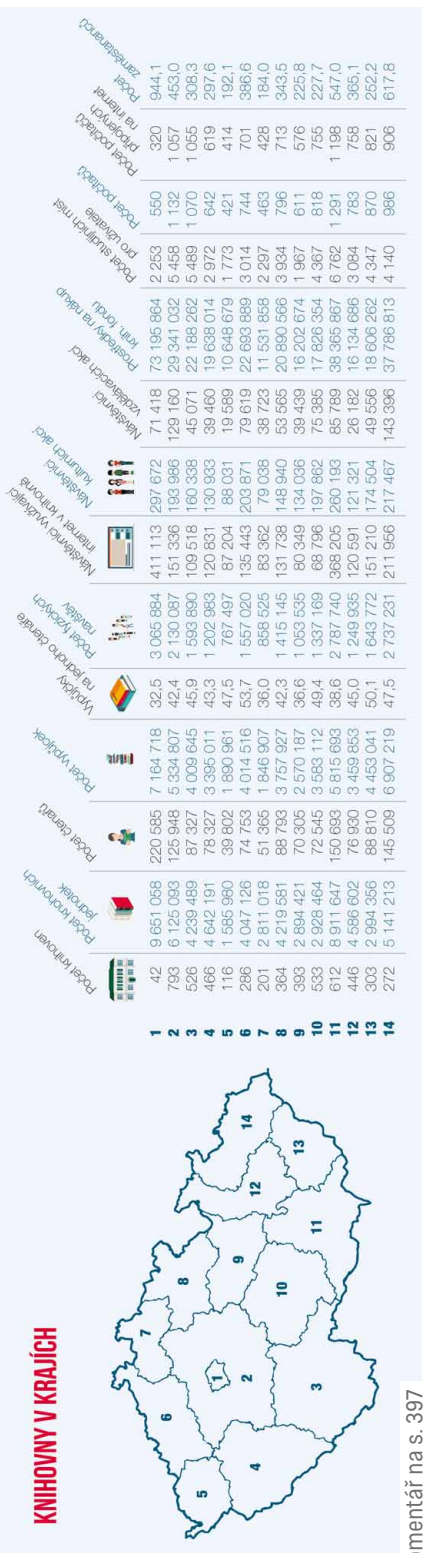 KNIHOVNY V KRAJÍCH
1
2
3
4
5
6
7
8
9
10
11
12
13
14
Počet knihoven
Počet knihovních
jednotek
Počet čtenářů
Počet výpůjček
Výpůjčky
na jednoho čtenáře
Počet fyzických
návštěv
Návštěvníci využívající
internet v knihovně
Návštěvníci
kulturních akcí
Návštěvníci
vzdělávacích akcí
Prostředky na nákup
knih. fondu
Počet studijních míst
pro uživatele
Počet počítačů
Počet počítačů
připojených
na internet
Počet
zaměstananců
1 42 9 651 058 220 585 7 164 718 32,5 3 065 884 411 113 297 672 71 418 73 195 864 2 253 550 320 944,1
2 793 6 125 093 125 948 5 334 807 42,4 2 130 087 151 336 193 986 129 160 29 341 032 5 458 1 132 1 057 453,0
3 526 4 239 489 87 327 4 009 645 45,9 1 593 890 109 518 160 338 45 071 22 188 262 5 489 1 070 1 055 308,3
4 466 4 642 191 78 327 3 395 011 43,3 1 202 983 120 831 130 933 39 460 19 638 014 2 972 642 619 297,6
5 116 1 585 980 39 802 1 890 961 47,5 767 497 87 204 88 031 19 589 10 648 679 1 773 421 414 192,1
6 286 4 047 126 74 753 4 014 516 53,7 1 557 020 135 443 203 871 79 619 22 693 889 3 014 744 701 386,6
7 201 2 811 018 51 365 1 846 907 36,0 858 525 83 362 79 038 38 723 11 531 858 2 297 463 428 184,0
8 364 4 219 581 88 793 3 757 927 42,3 1 415 145 131 738 148 940 53 565 20 890 566 3 934 796 713 343,5
9 393 2 894 421 70 305 2 570 187 36,6 1 053 535 80 349 134 036 39 439 16 202 674 1 967 611 576 225,8
10 533 2 928 464 72 545 3 583 112 49,4 1 337 169 68 796 197 862 75 385 17 826 354 4 367 818 755 227,7
11 612 8 911 647 150 693 5 815 693 38,6 2 787 740 368 205 260 193 85 789 38 365 867 6 762 1 291 1 198 547,0
12 446 4 586 602 76 930 3 459 853 45,0 1 249 935 120 591 121 321 26 182 16 134 686 3 084 783 758 365,1
13 303 2 994 356 88 810 4 453 041 50,1 1 643 772 151 210 174 504 49 556 18 606 262 4 347 870 821 252,2
14 272 5 141 213 145 509 6 907 219 47,5 2 737 231 211 956 217 467 143 396 37 786 813 4 140 986 906 617,8
omentář na s. 397